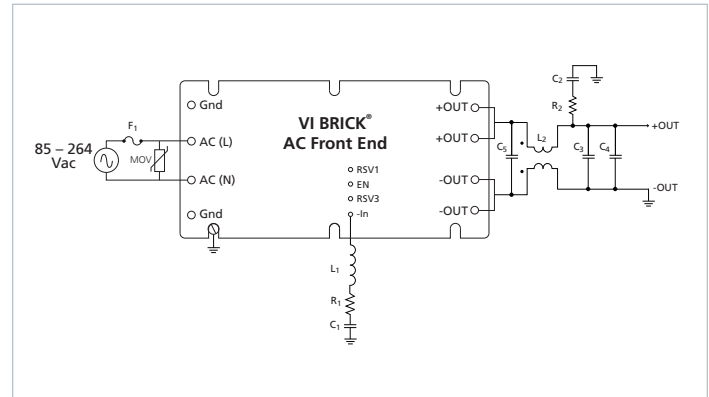 C2
R2
F1
Gnd
VI BRICK®
AC Front End
+OUT
+OUT
-OUT
-OUT
85 – 264
Vac
MOV
AC (L)
AC (N)
Gnd
RSV1
EN
RSV3
-In
C5
L2
C3
C4
+OUT
-OUT
L1
R1
C1